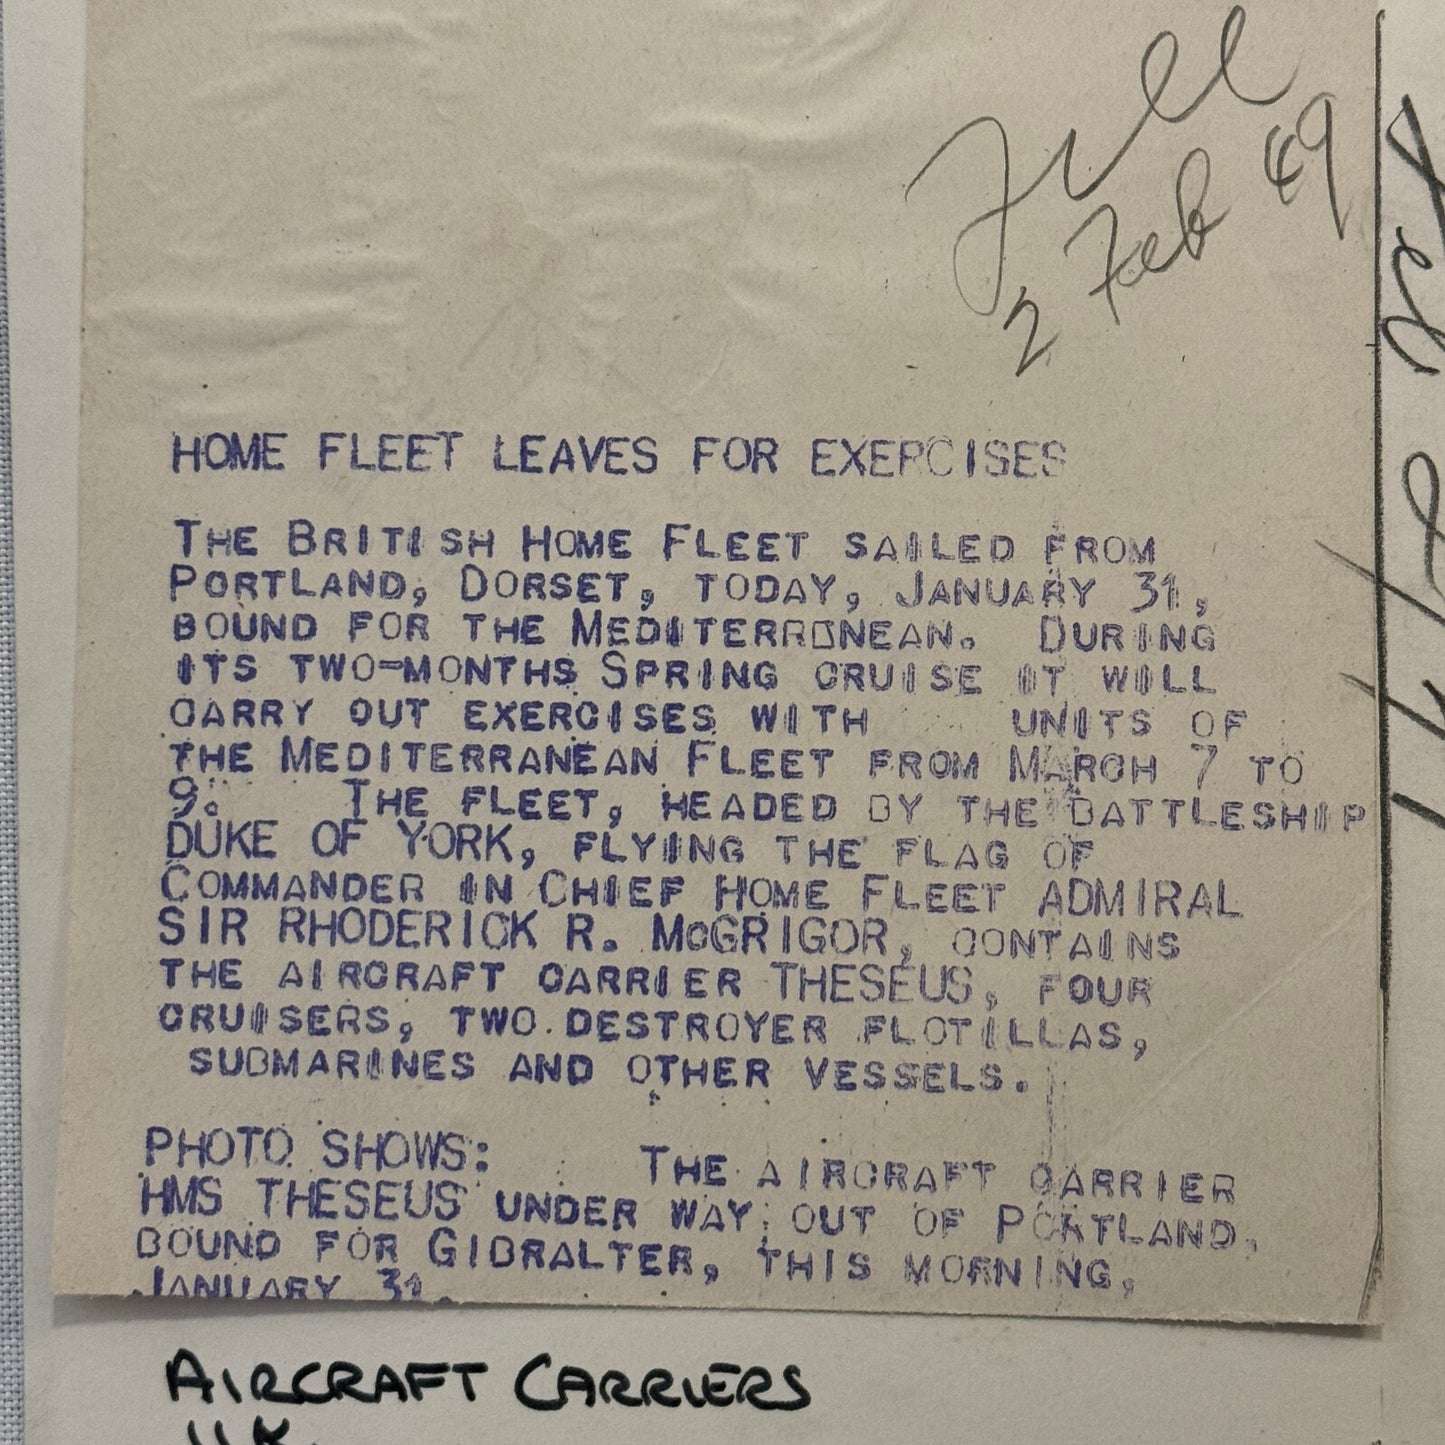 2 Feb 49
HOME FLEET LEAVES FOR EXERCISES
THE BRITISH HOME FLEET SAILED FROM
PORTLAND, DORSET, TODAY, JANUARY 31,
BOUND FOR THE MEDITERRANEAN. DURING
ITS TWO-MONTHS SPRING CRUISE IT WILL
CARRY OUT EXERCISES WITH UNITS OF
THE MEDITERRANEAN FLEET FROM MARCH 7 TO
9. THE FLEET, HEADED BY THE BATTLESHIP
DUKE OF YORK, FLYING THE FLAG OF
COMMANDER IN CHIEF HOME FLEET ADMIRAL
SIR RHODERICK R. McGRIGOR, CONTAINS
THE AIRCRAFT CARRIER THESEUS, FOUR
CRUISERS, TWO DESTROYER FLOTILLAS,
SUBMARINES AND OTHER VESSELS.
PHOTO SHOWS: THE AIRCRAFT CARRIER
HMS THESEUS UNDER WAY OUT OF PORTLAND,
BOUND FOR GIBRALTER, THIS MORNING,
JANUARY 31.
AIRCRAFT CARRIERS
U.K.